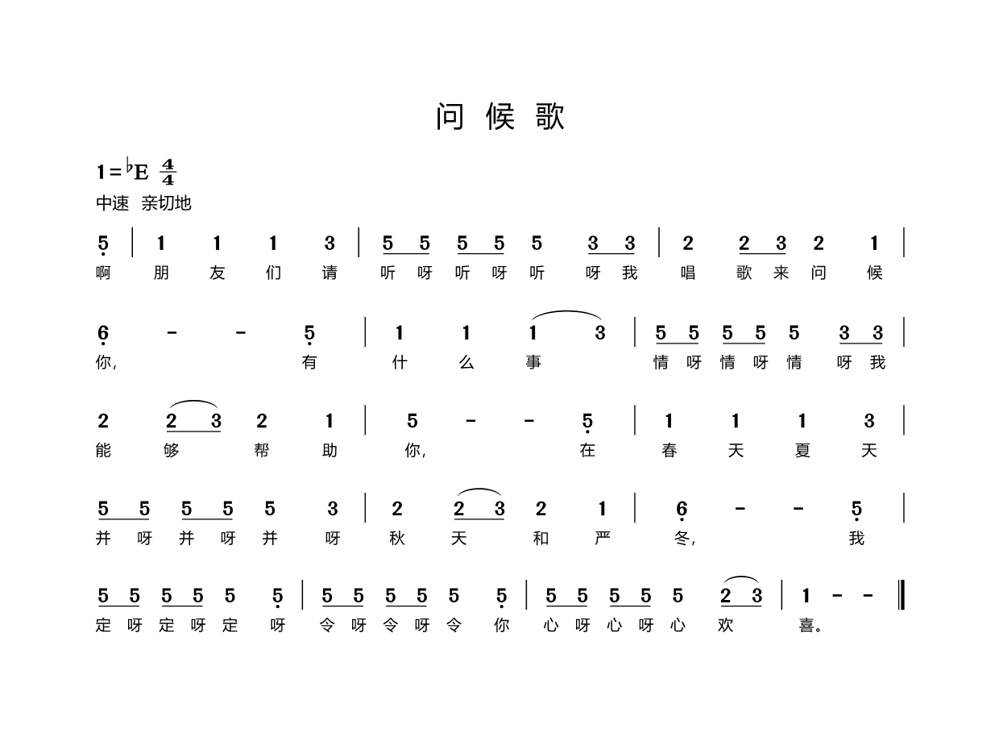 问候歌
1=♭E 4/4
中速 亲切地
5̣ | 1 1 1 3 | 5 5 5 5 5 3 3 | 2 2 3 2 1 |
啊 朋 友 们 请 听 呀 听 呀 听 呀 我 唱 歌 来 问 候
6̣ - - 5̣ | 1 1 1 3 | 5 5 5 5 5 3 3 |
你, 有 什 么 事 情 呀 情 呀 情 呀 我
2 2 3 2 1 | 5 - - 5̣ | 1 1 1 3 |
能 够 帮 助 你, 在 春 天 夏 天
5 5 5 5 5 3 | 2 2 3 2 1 | 6̣ - - 5̣ |
并 呀 并 呀 并 呀 秋 天 和 严 冬, 我
5 5 5 5 5 5̣ | 5 5 5 5 5 5̣ | 5 5 5 5 5 2 3 | 1 - - ‖
定 呀 定 呀 定 呀 令 呀 令 呀 令 你 心 呀 心 呀 心 欢 喜。